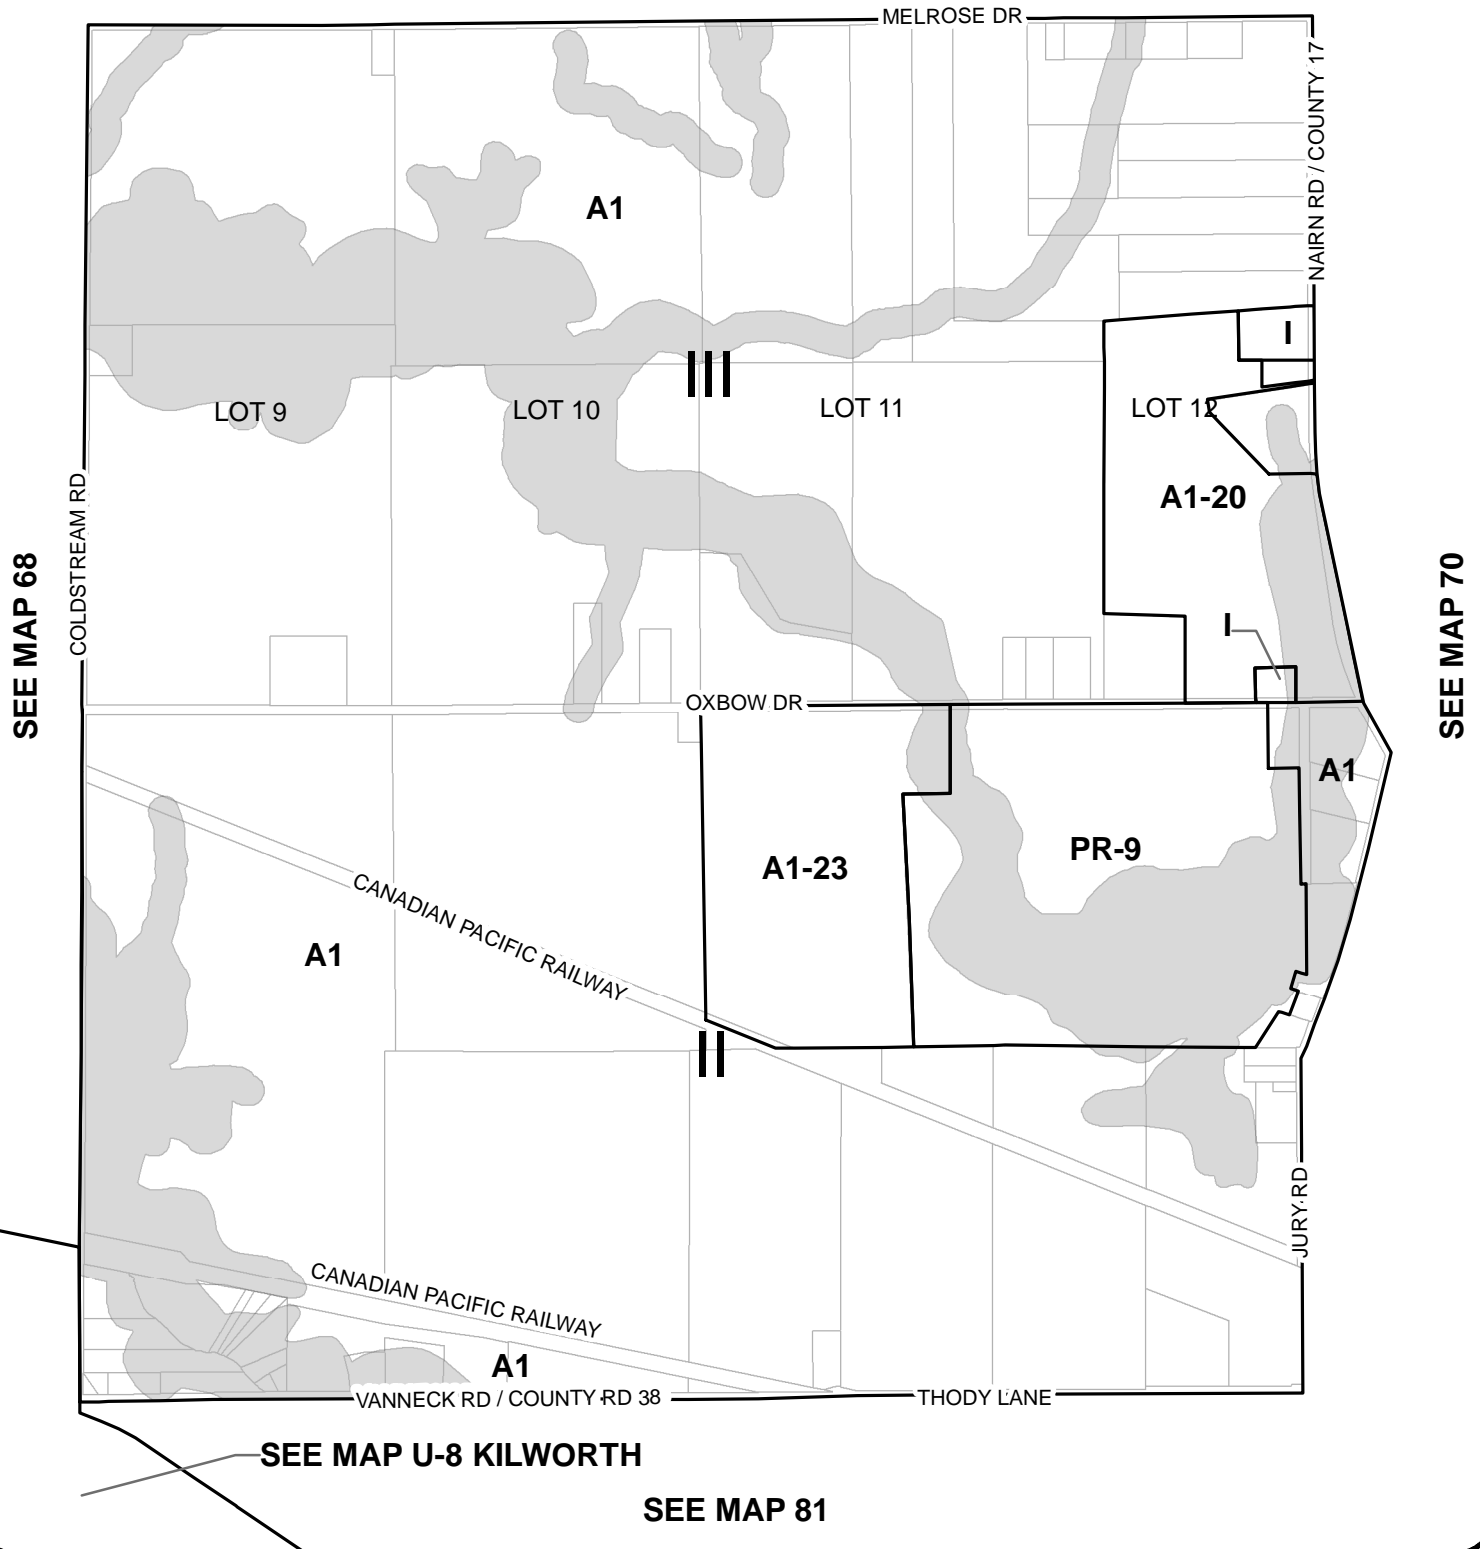 MELROSE DR
NAIRN RD / COUNTY 17
A1
I
III
LOT 9
LOT 10
LOT 11
LOT 12
A1-20
COLDSTREAM RD
SEE MAP 68
SEE MAP 70
I
OXBOW DR
A1
A1-23
PR-9
CANADIAN PACIFIC RAILWAY
A1
II
JURY RD
CANADIAN PACIFIC RAILWAY
A1
VANNECK RD / COUNTY RD 38
THODY LANE
SEE MAP U-8 KILWORTH
SEE MAP 81